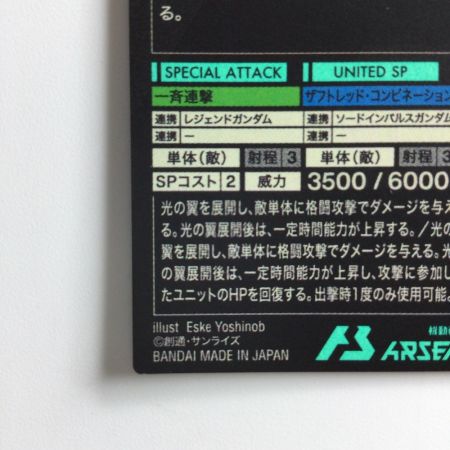 る。
SPECIAL ATTACK UNITED SP
一斉連撃 ザフトレッド・コンビネーション
連携 レジェンドガンダム 連携 ソードインパルスガンダム
連携 ー 連携 ー
単体(敵) 射程 3 単体(敵) 射程 3
SPコスト 2 威力 3500 / 6000
光の翼を展開し、敵単体に格闘攻撃でダメージを与え
る。光の翼展開後は、一定時間能力が上昇する。/光
の翼を展開し、敵単体に格闘攻撃でダメージを与える。光
の翼展開後は、一定時間能力が上昇し、攻撃に参加し
たユニットのHPを回復する。出撃時1度のみ使用可能。
illust Eske Yoshinob
©創通・サンライズ
BANDAI MADE IN JAPAN
機動
ARSE